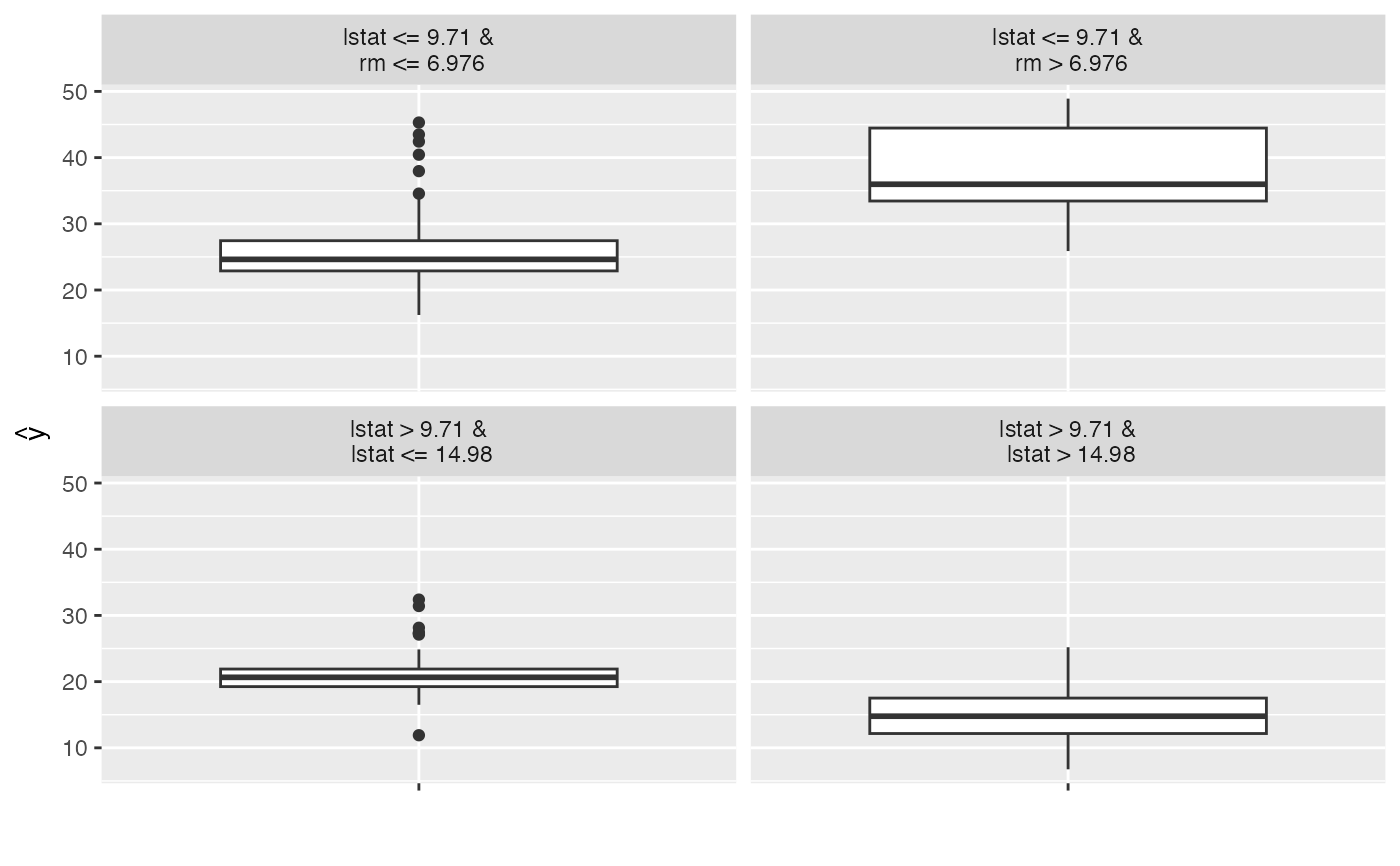 lstat <= 9.71 &
rm <= 6.976
lstat <= 9.71 &
rm > 6.976
50
40
30
20
10
ŷ
lstat > 9.71 &
lstat <= 14.98
lstat > 9.71 &
lstat > 14.98
50
40
30
20
10